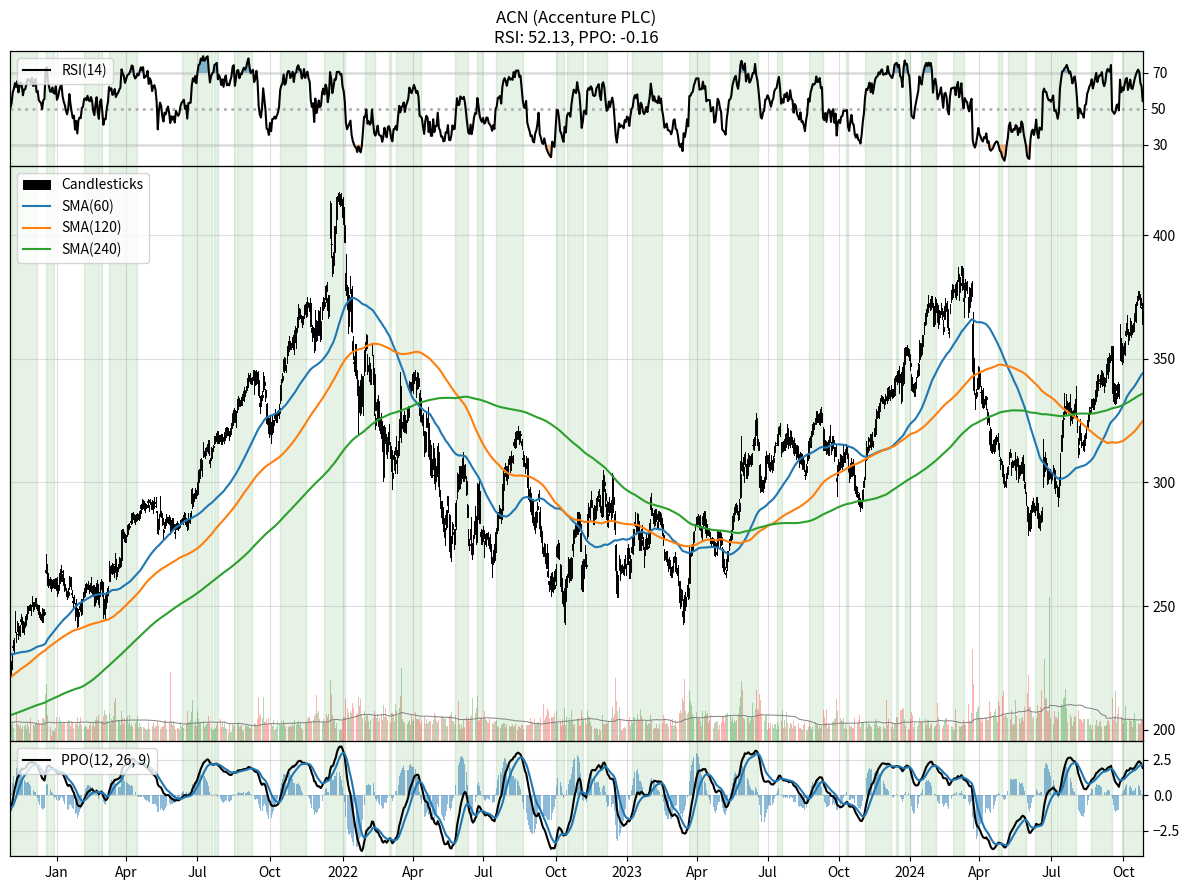 ACN (Accenture PLC)
RSI: 52.13, PPO: -0.16
RSI(14)
70
50
30
Candlesticks
SMA(60)
SMA(120)
SMA(240)
400
350
300
250
200
PPO(12, 26, 9)
2.5
0.0
−2.5
Jan Apr Jul Oct 2022 Apr Jul Oct 2023 Apr Jul Oct 2024 Apr Jul Oct